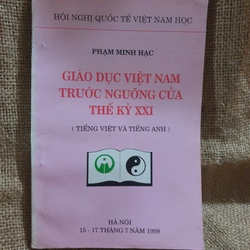 HỘI NGHỊ QUỐC TẾ VIỆT NAM HỌC
PHẠM MINH HẠC
GIÁO DỤC VIỆT NAM
TRƯỚC NGƯỠNG CỬA
THẾ KỶ XXI
( TIẾNG VIỆT VÀ TIẾNG ANH )
HÀ NỘI
15 - 17 THÁNG 7 NĂM 1998